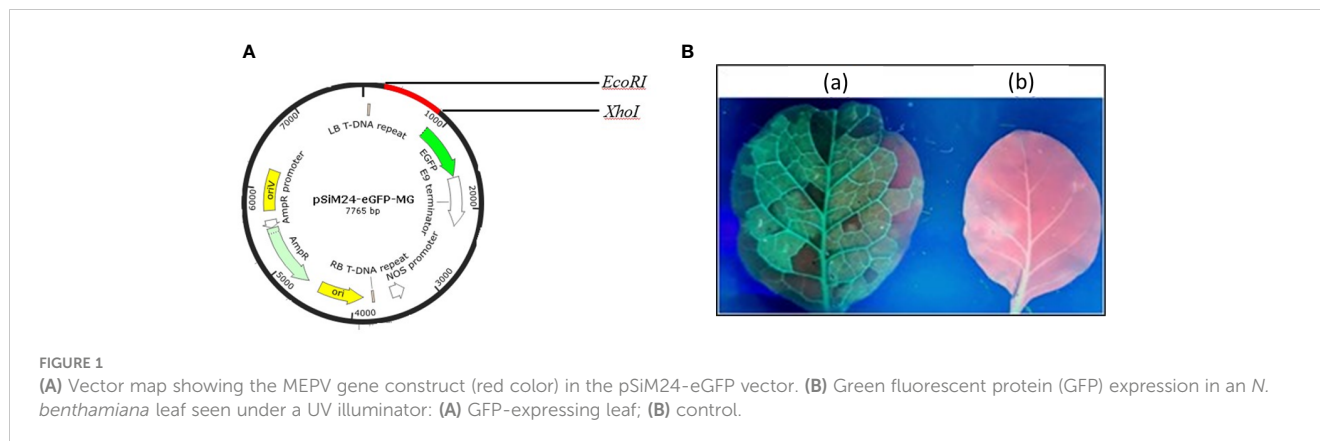 A
B
EcoRI
XhoI
(a)
(b)
1000
2000
3000
4000
5000
6000
7000
LB T-DNA repeat
EGFP
E9 terminator
pSiM24-eGFP-MG
7765 bp
oriV
AmpR promoter
AmpR
ori
RB T-DNA repeat
NOS promoter
FIGURE 1
(A) Vector map showing the MEPV gene construct (red color) in the pSiM24-eGFP vector. (B) Green fluorescent protein (GFP) expression in an N.
benthamiana leaf seen under a UV illuminator: (A) GFP-expressing leaf; (B) control.